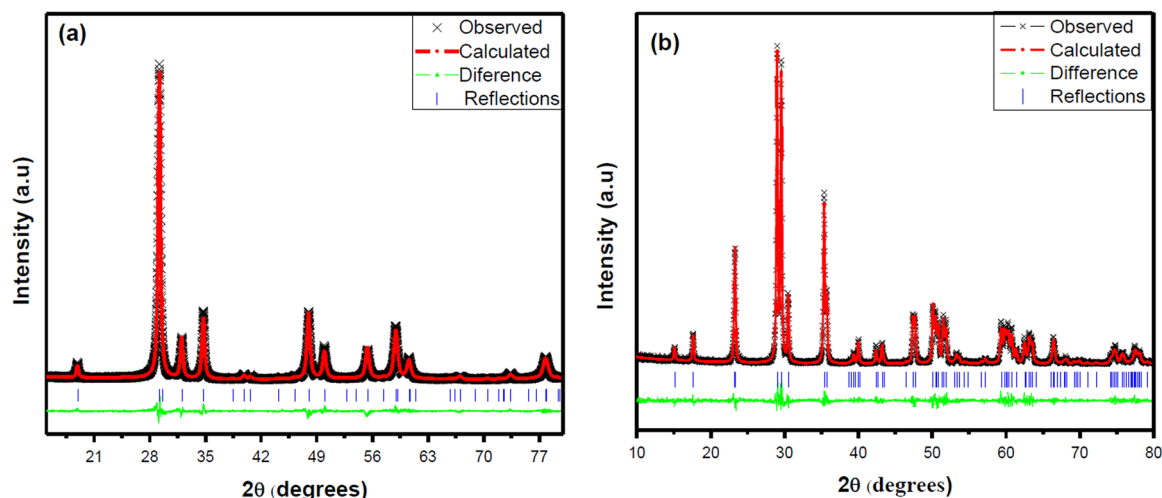 (a)
Observed
Calculated
Diference
Reflections
Intensity (a.u)
21 28 35 42 49 56 63 70 77
2θ (degrees)
(b)
Observed
Calculated
Difference
Reflections
Intensity (a.u)
10 20 30 40 50 60 70 80
2θ (degrees)